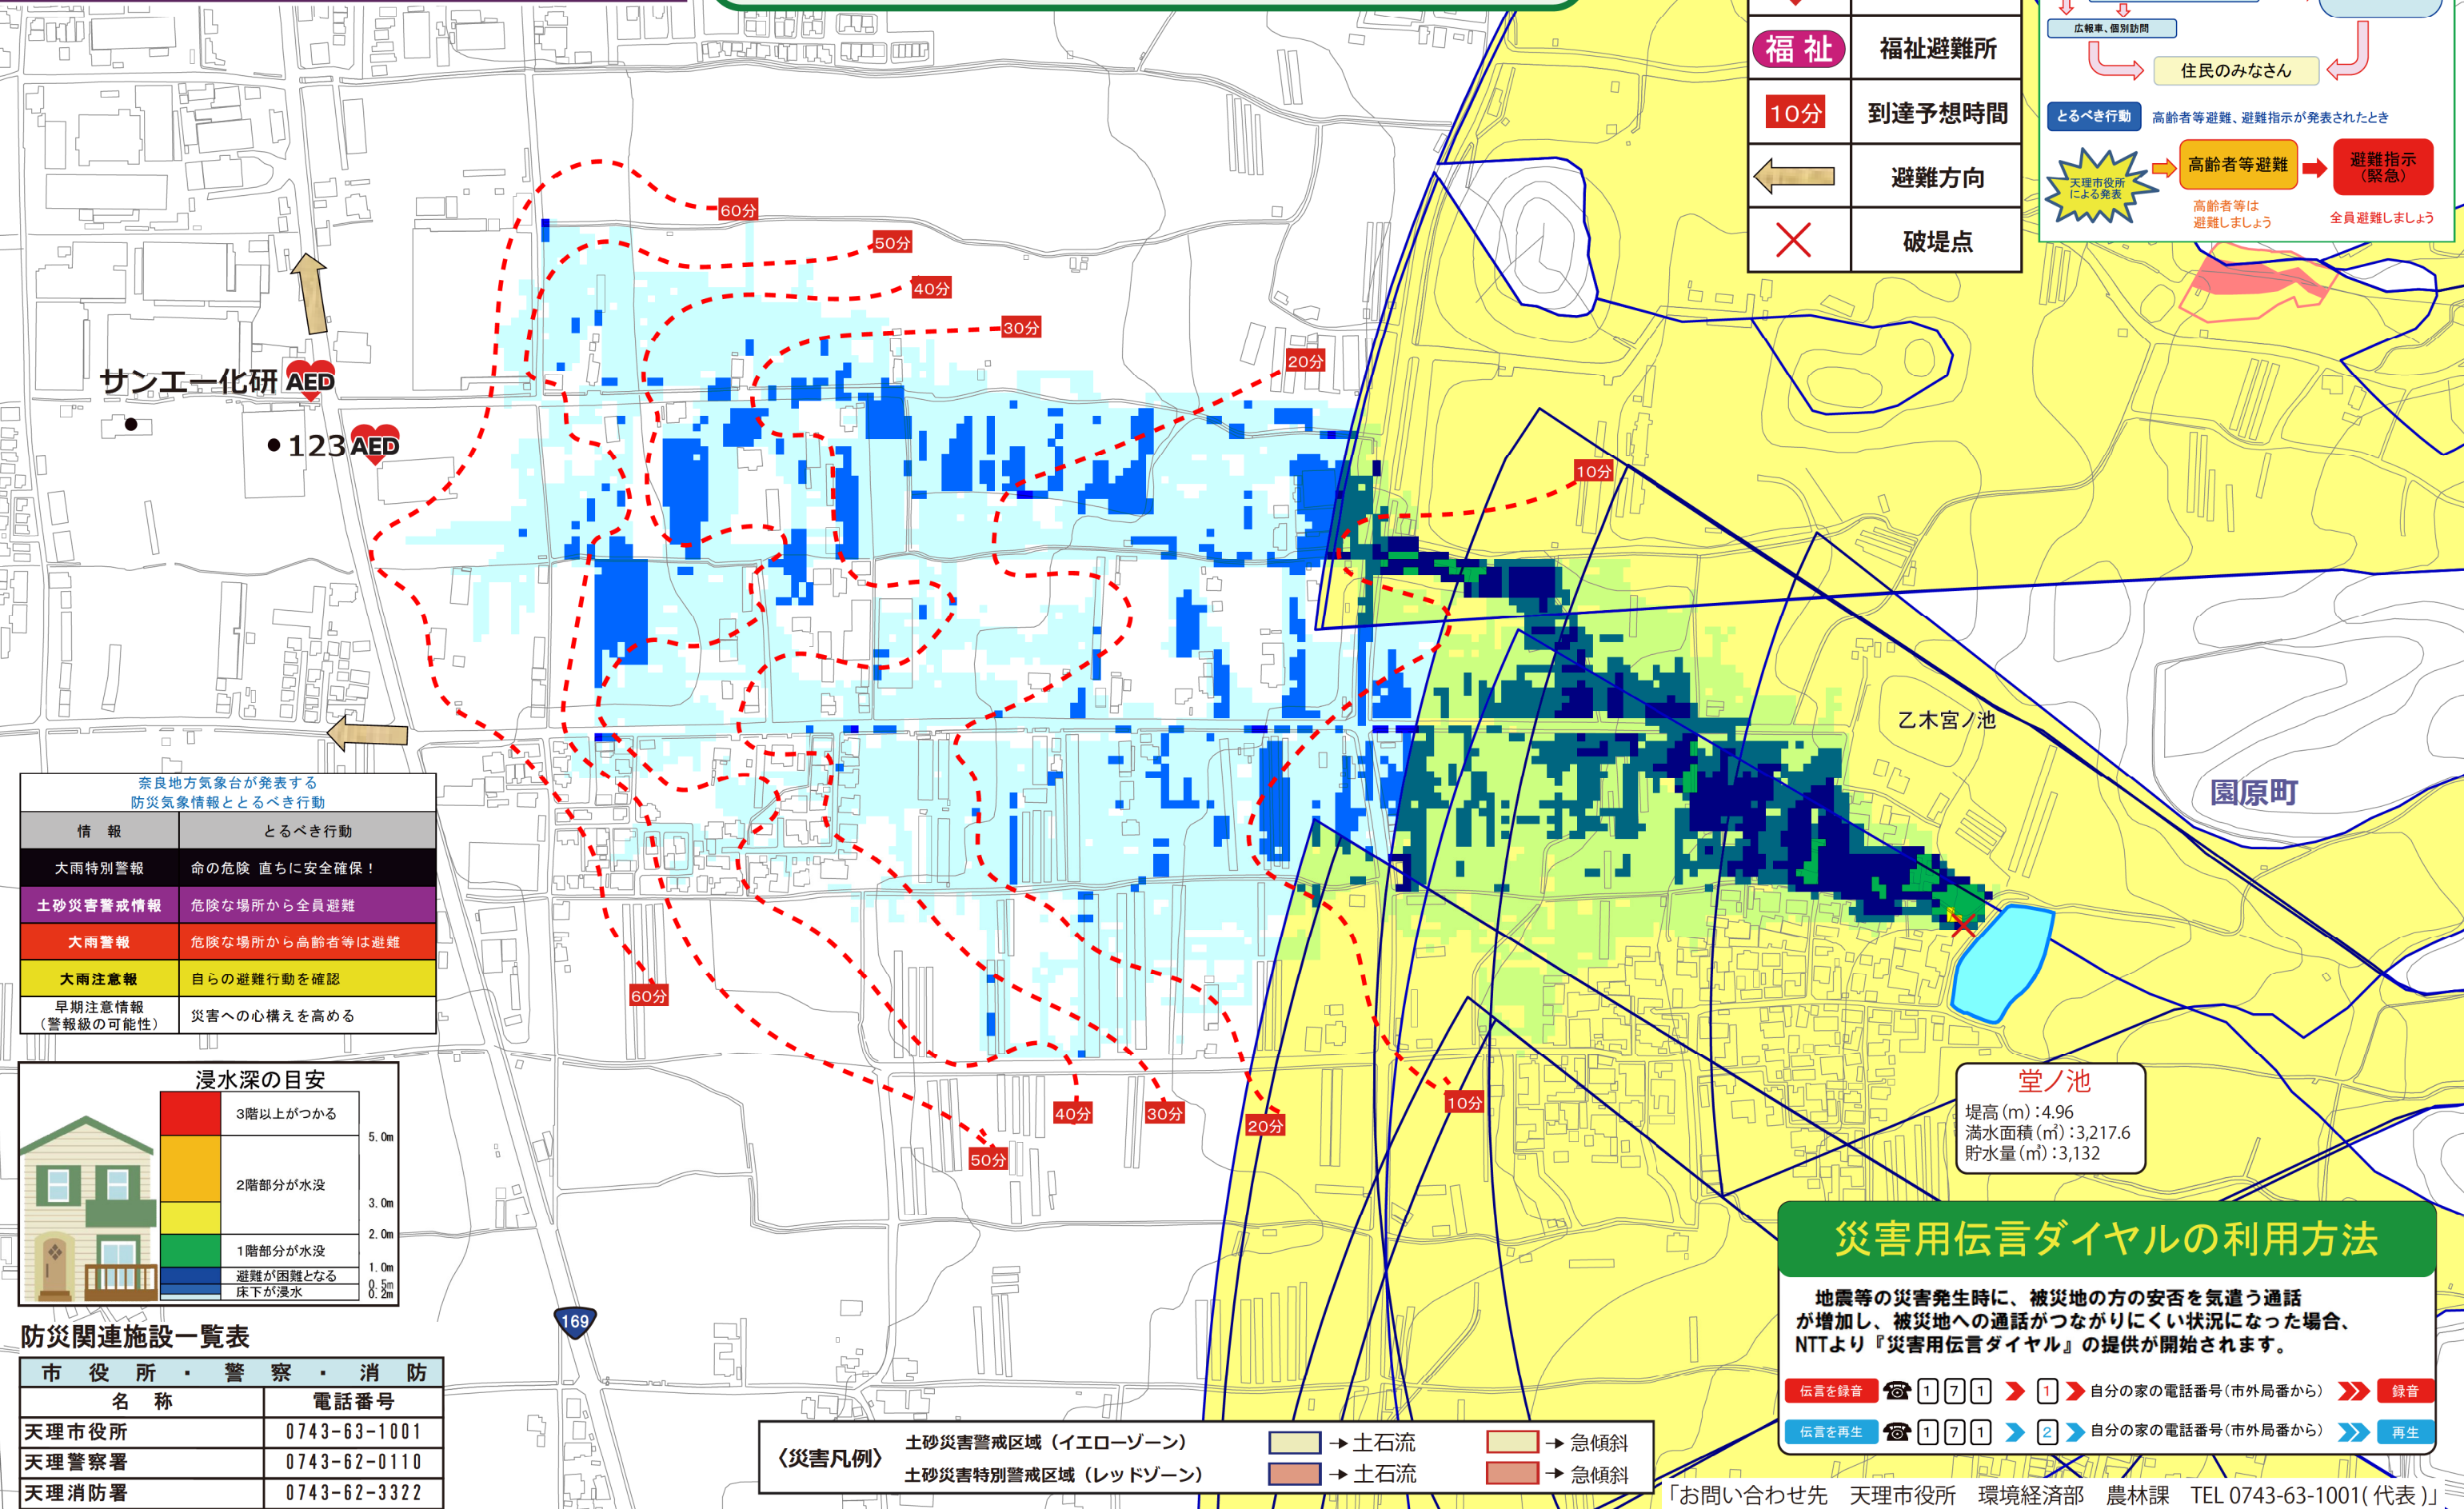 福祉 福祉避難所
10分 到達予想時間
避難方向
破堤点
広報車、個別訪問
住民のみなさん
とるべき行動 高齢者等避難、避難指示が発表されたとき
天理市役所
による発表
高齢者等避難
避難指示
(緊急)
高齢者等は
避難しましょう
全員避難しましょう
60分
50分
40分
30分
20分
10分
サンエー化研 AED
123 AED
乙木宮ノ池
園原町
奈良地方気象台が発表する
防災気象情報ととるべき行動
情 報 とるべき行動
大雨特別警報 命の危険 直ちに安全確保！
土砂災害警戒情報 危険な場所から全員避難
大雨警報 危険な場所から高齢者等は避難
大雨注意報 自らの避難行動を確認
早期注意情報
(警報級の可能性)
災害への心構えを高める
60分
50分
40分
30分
20分
10分
浸水深の目安
3階以上がつかる
5.0m
2階部分が水没
3.0m
2.0m
1階部分が水没
1.0m
避難が困難となる
0.5m
床下が浸水
0.2m
堂ノ池
堤高(m):4.96
満水面積(㎡):3,217.6
貯水量(㎥):3,132
169
防災関連施設一覧表
市役所・警察・消防
名 称 電話番号
天理市役所 0743-63-1001
天理警察署 0743-62-0110
天理消防署 0743-62-3322
〈災害凡例〉
土砂災害警戒区域（イエローゾーン） →土石流 →急傾斜
土砂災害特別警戒区域（レッドゾーン） →土石流 →急傾斜
災害用伝言ダイヤルの利用方法
地震等の災害発生時に、被災地の方の安否を気遣う通話
が増加し、被災地への通話がつながりにくい状況になった場合、
NTTより『災害用伝言ダイヤル』の提供が開始されます。
伝言を録音 ☎ 1 7 1 1 自分の家の電話番号(市外局番から) 録音
伝言を再生 ☎ 1 7 1 2 自分の家の電話番号(市外局番から) 再生
「お問い合わせ先 天理市役所 環境経済部 農林課 TEL 0743-63-1001(代表)」